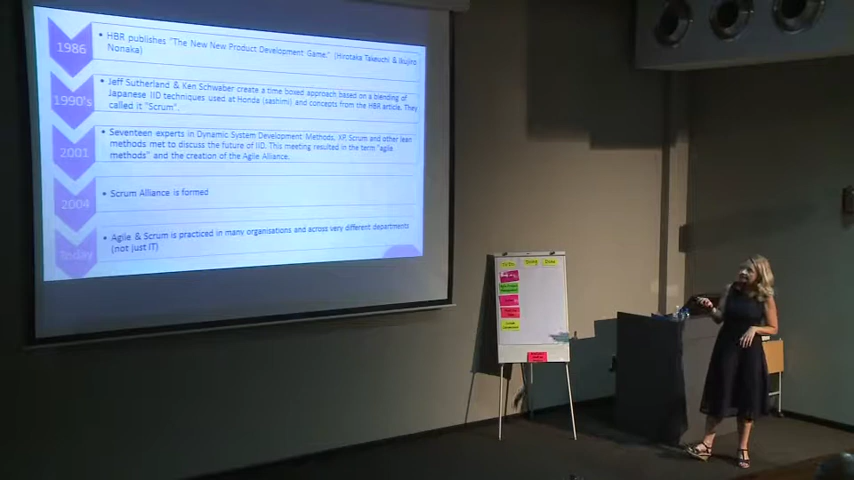 1986
• HBR publishes "The New New Product Development Game." (Hirotaka Takeuchi & Ikujiro
Nonaka)
1990's
• Jeff Sutherland & Ken Schwaber create a time boxed approach based on a blending of
Japanese IID techniques used at Honda (sashimi) and concepts from the HBR article. They
called it "Scrum".
2001
• Seventeen experts in Dynamic System Development Methods, XP, Scrum and other lean
methods met to discuss the future of IID. This meeting resulted in the term "agile
methods" and the creation of the Agile Alliance.
2004
• Scrum Alliance is formed
Today
• Agile & Scrum is practiced in many organisations and across very different departments
(not just IT)
To Do
Doing
Done